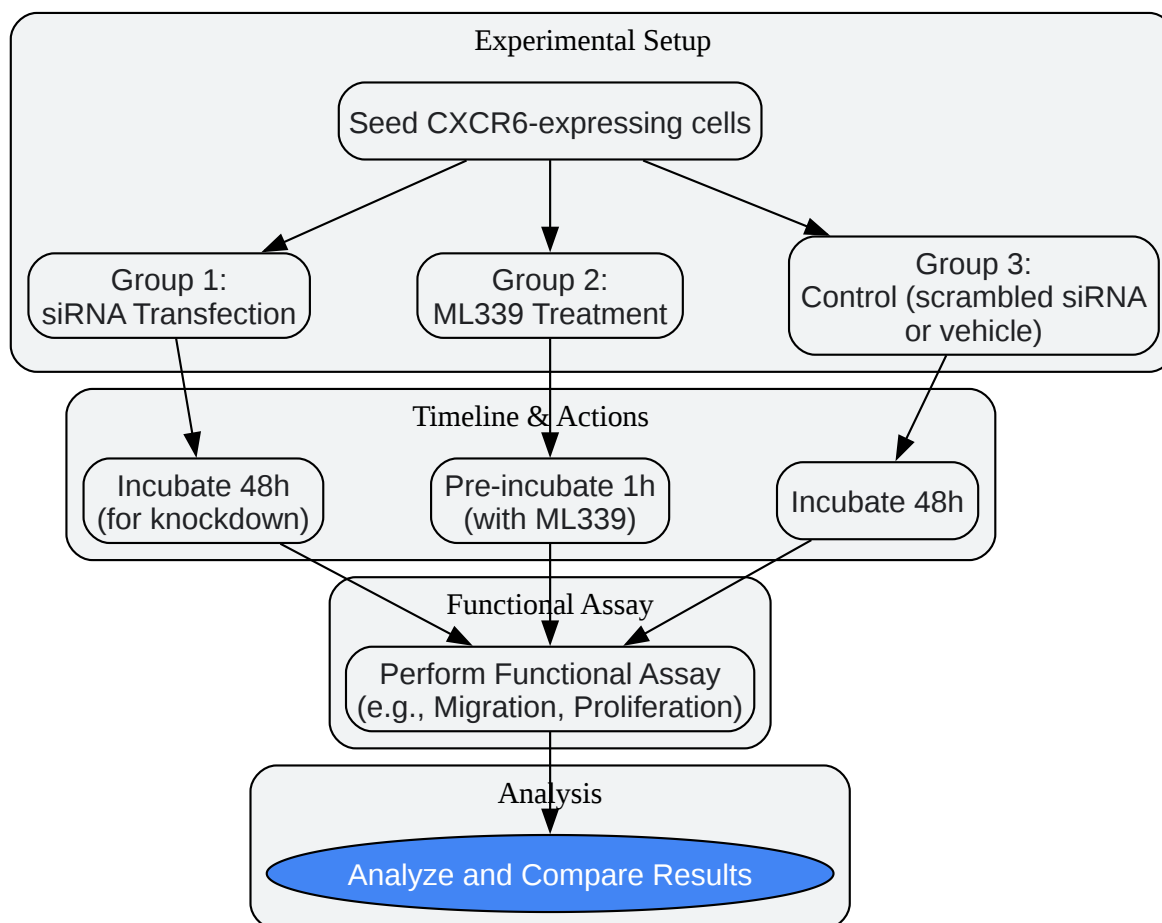 Experimental Setup
Seed CXCR6-expressing cells
Group 1:
siRNA Transfection
Group 2:
ML339 Treatment
Group 3:
Control (scrambled siRNA
or vehicle)
Timeline & Actions
Incubate 48h
(for knockdown)
Pre-incubate 1h
(with ML339)
Incubate 48h
Functional Assay
Perform Functional Assay
(e.g., Migration, Proliferation)
Analysis
Analyze and Compare Results